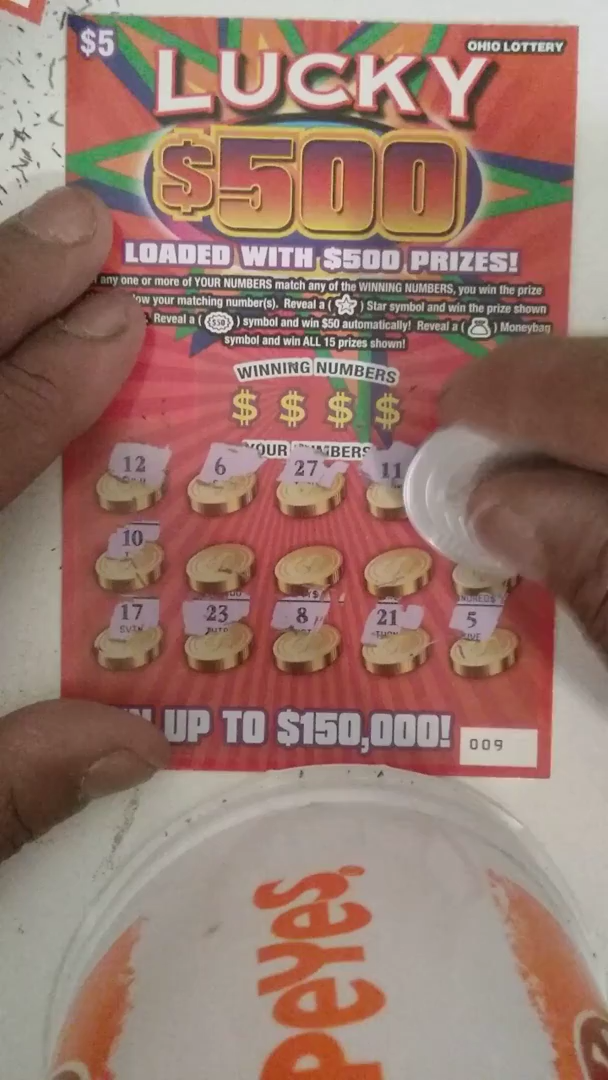 $5
OHIO LOTTERY
LUCKY
$500
LOADED WITH $500 PRIZES!
any one or more of YOUR NUMBERS match any of the WINNING NUMBERS, you win the prize
your matching number(s). Reveal a ( ) Star symbol and win the prize shown
Reveal a ( $50 ) symbol and win $50 automatically! Reveal a ( ) Moneybag
symbol and win ALL 15 prizes shown!
WINNING NUMBERS
$ $ $ $
YOUR
12 6 27 11
10
17 23 8 21 5
UP TO $150,000!
009
PeYes